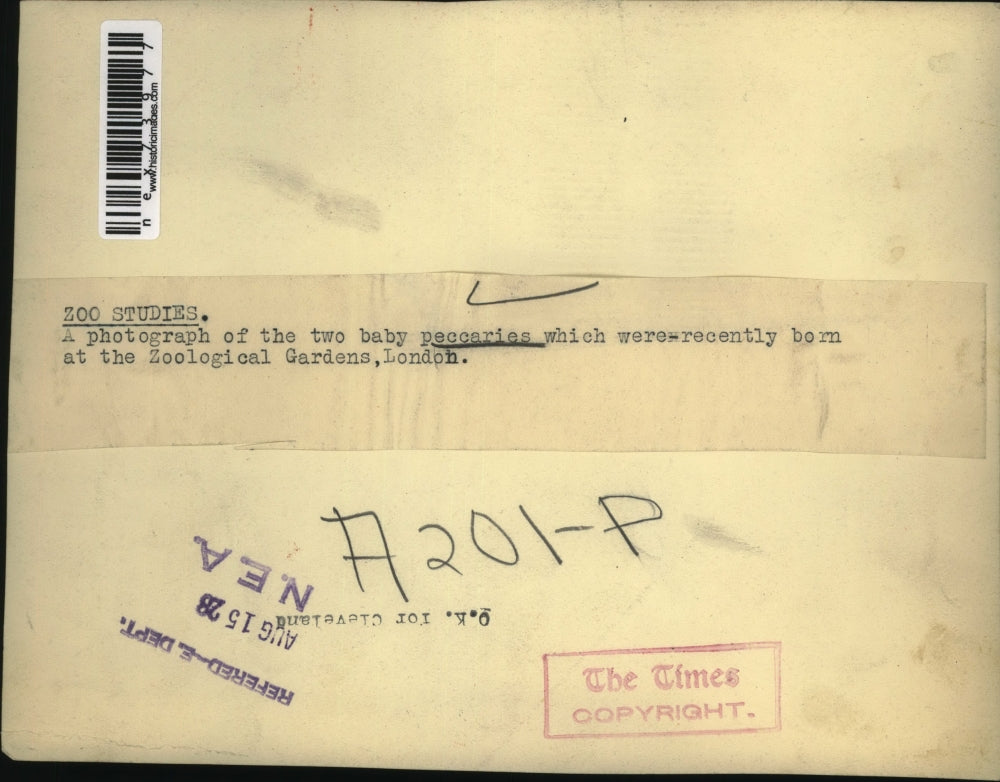 nex73977
www.historicimages.com
ZOO STUDIES.
A photograph of the two baby peccaries which were=recently born
at the Zoological Gardens,London.
A201-P
N.E.A.
AUG 15 28
REFERRED-E. DEPT.
O.K. for Cleveland
The Times
COPYRIGHT.